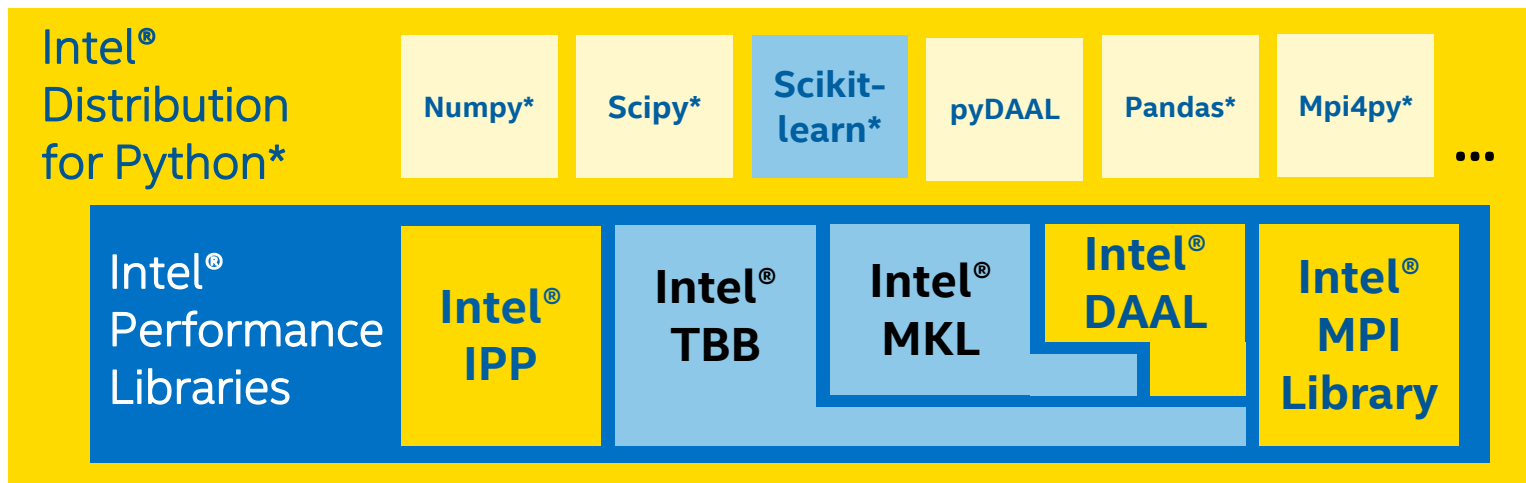 Intel®
Distribution
for Python*
Numpy*
Scipy*
Scikit-
learn*
pyDAAL
Pandas*
Mpi4py*
...
Intel®
Performance
Libraries
Intel®
IPP
Intel®
TBB
Intel®
MKL
Intel®
DAAL
Intel®
MPI
Library